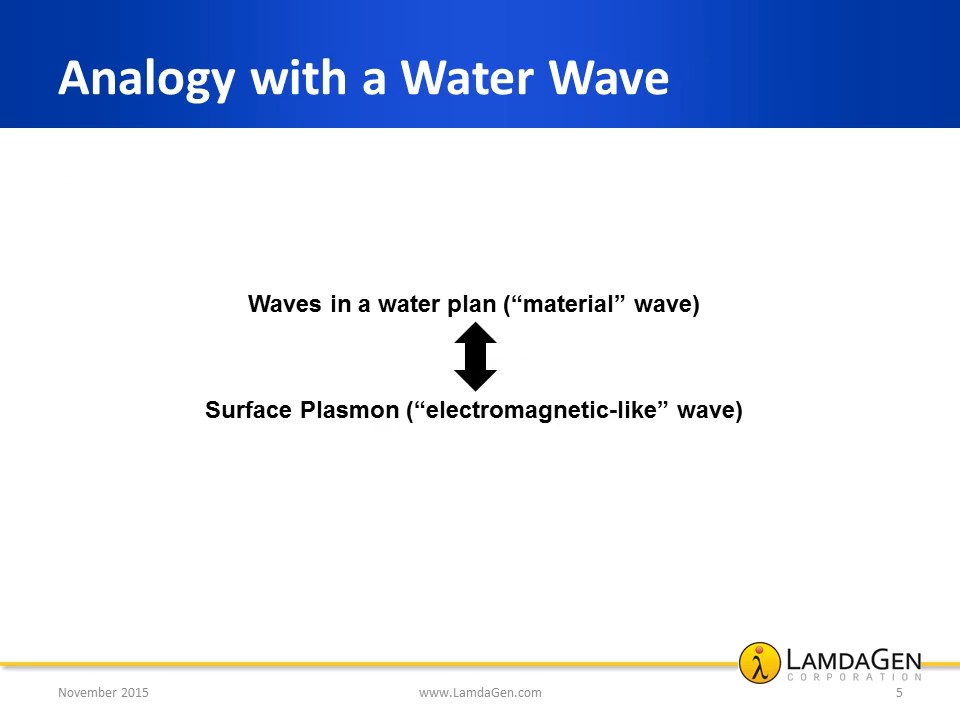 Analogy with a Water Wave
Waves in a water plan (“material” wave)
Surface Plasmon (“electromagnetic-like” wave)
λ LAMDAGEN
CORPORATION
November 2015
www.LamdaGen.com
5